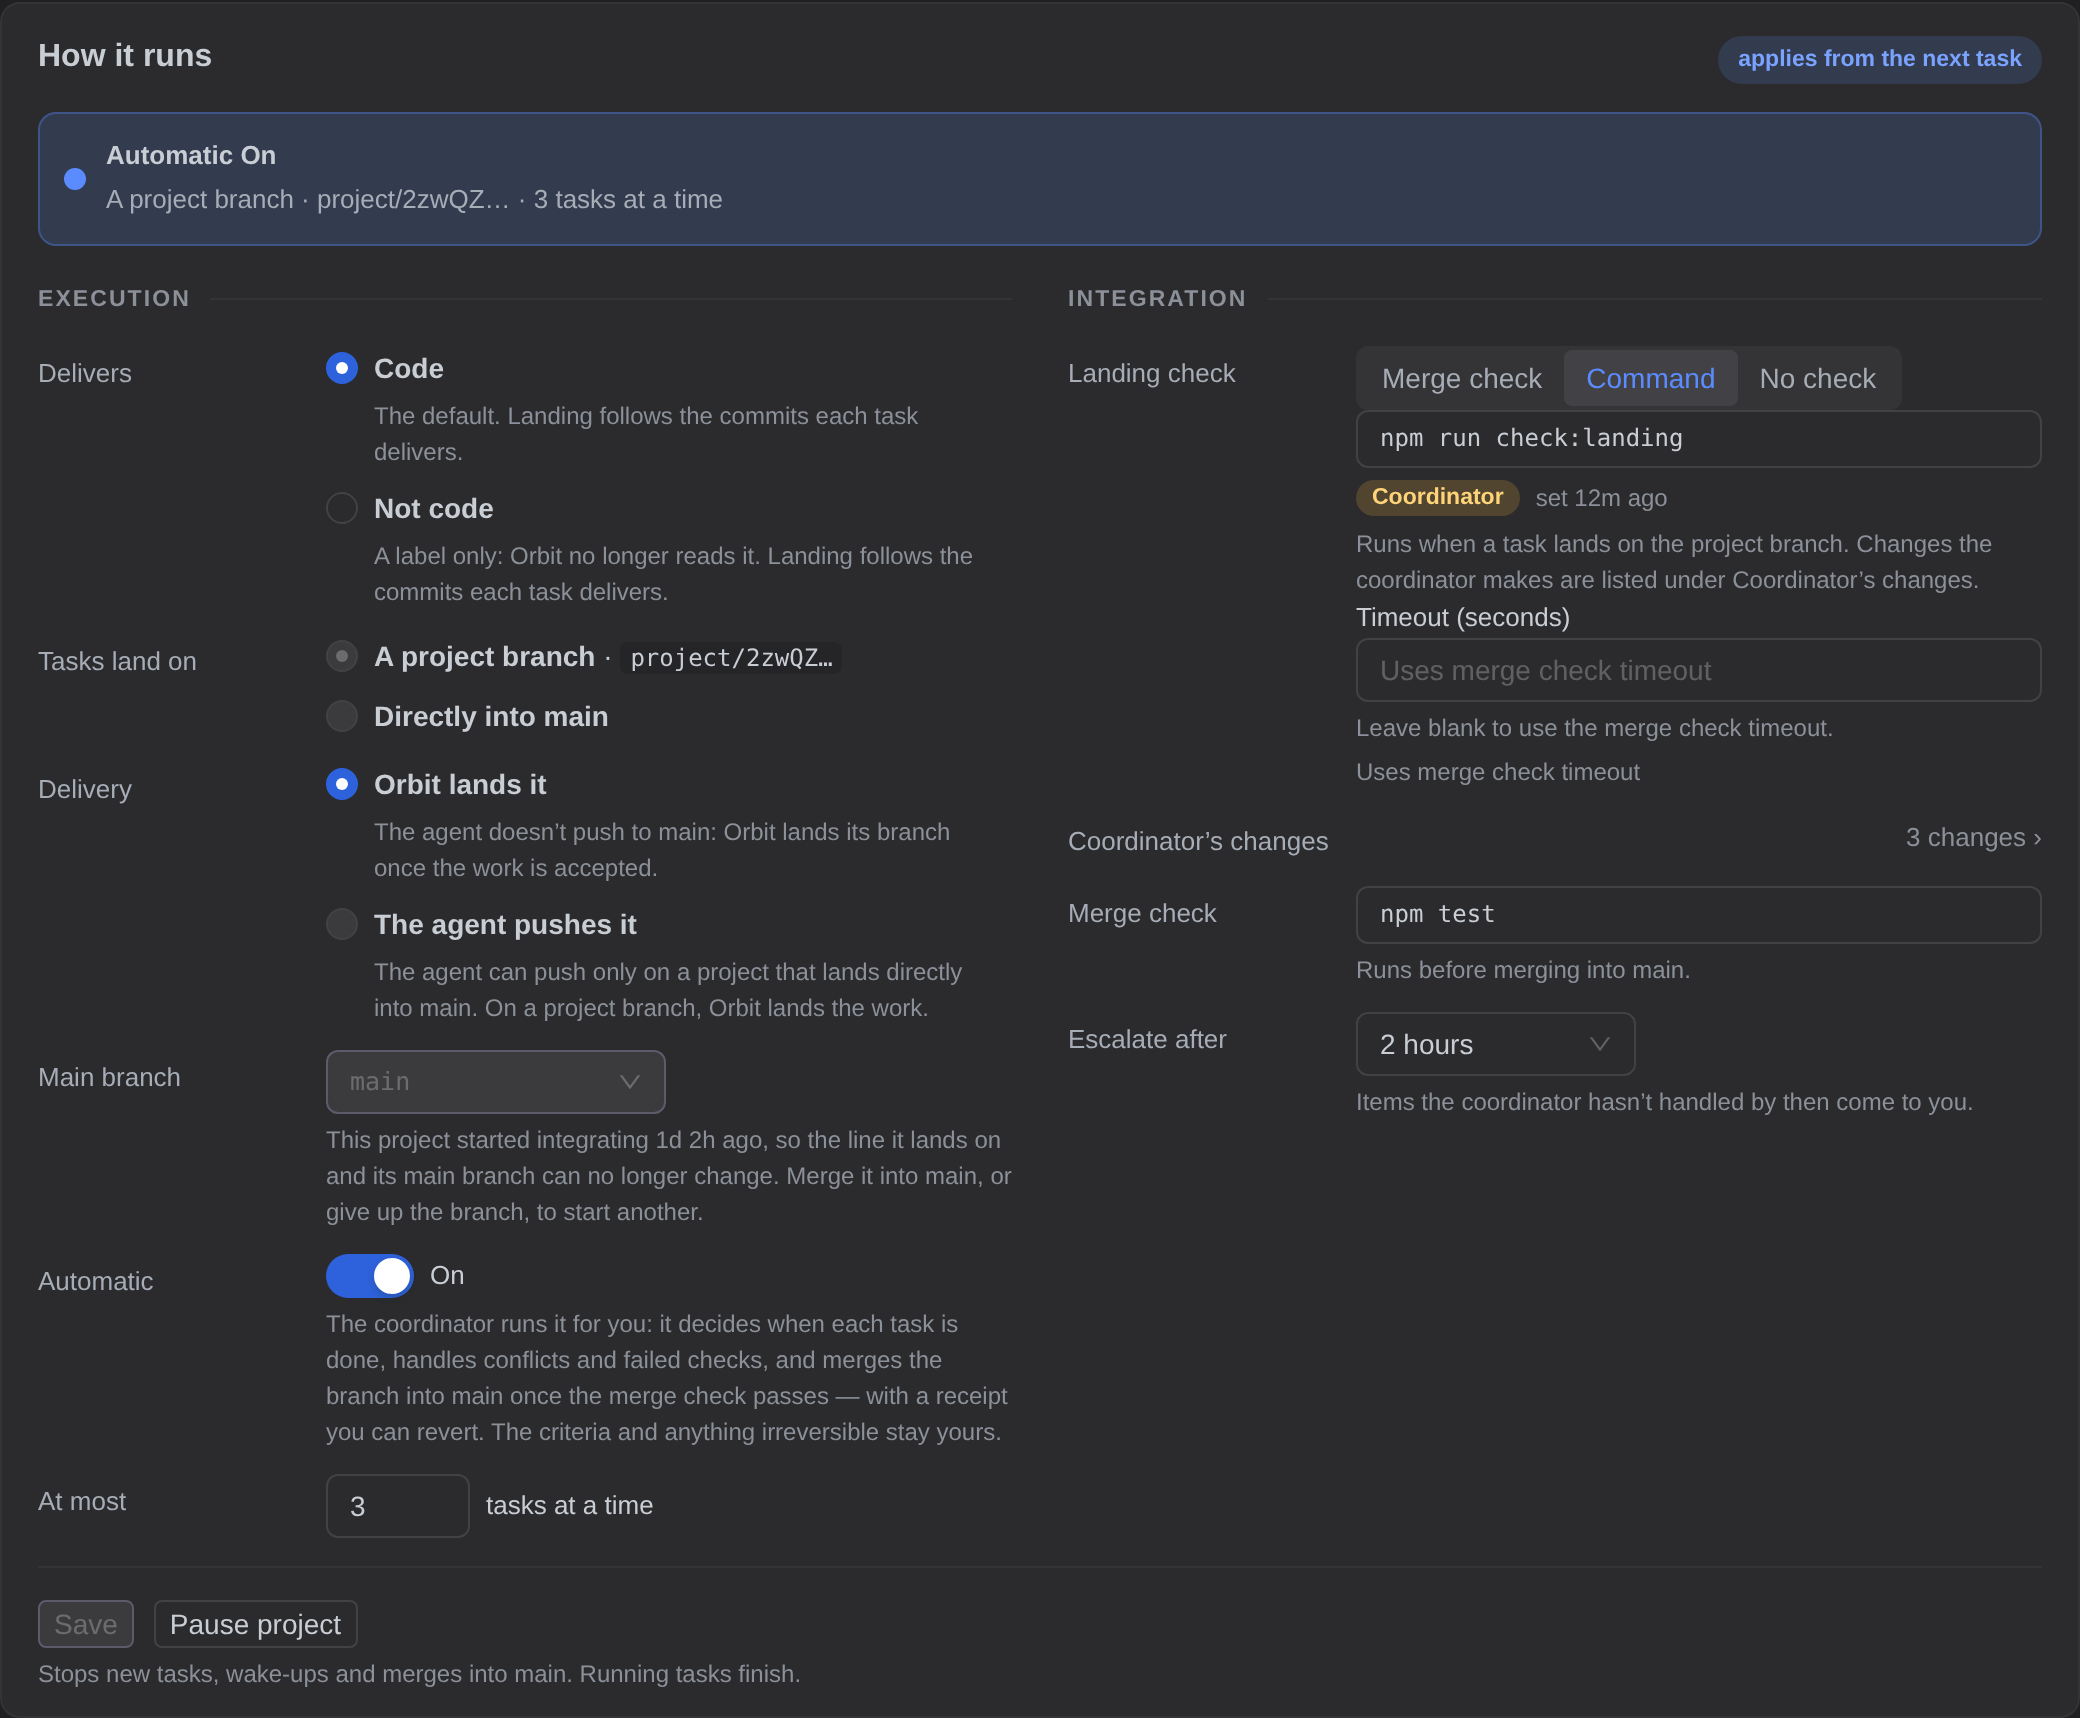 How it runs
applies from the next task
Automatic On
A project branch · project/2zwQZ… · 3 tasks at a time
EXECUTION
Delivers
Code
The default. Landing follows the commits each task
delivers.
Not code
A label only: Orbit no longer reads it. Landing follows the
commits each task delivers.
Tasks land on
A project branch · project/2zwQZ…
Directly into main
Delivery
Orbit lands it
The agent doesn’t push to main: Orbit lands its branch
once the work is accepted.
The agent pushes it
The agent can push only on a project that lands directly
into main. On a project branch, Orbit lands the work.
Main branch
main
This project started integrating 1d 2h ago, so the line it lands on
and its main branch can no longer change. Merge it into main, or
give up the branch, to start another.
Automatic
On
The coordinator runs it for you: it decides when each task is
done, handles conflicts and failed checks, and merges the
branch into main once the merge check passes — with a receipt
you can revert. The criteria and anything irreversible stay yours.
At most
3 tasks at a time
INTEGRATION
Landing check
Merge check Command No check
npm run check:landing
Coordinator set 12m ago
Runs when a task lands on the project branch. Changes the
coordinator makes are listed under Coordinator’s changes.
Timeout (seconds)
Uses merge check timeout
Leave blank to use the merge check timeout.
Uses merge check timeout
Coordinator’s changes
3 changes ›
Merge check
npm test
Runs before merging into main.
Escalate after
2 hours
Items the coordinator hasn’t handled by then come to you.
Save Pause project
Stops new tasks, wake-ups and merges into main. Running tasks finish.